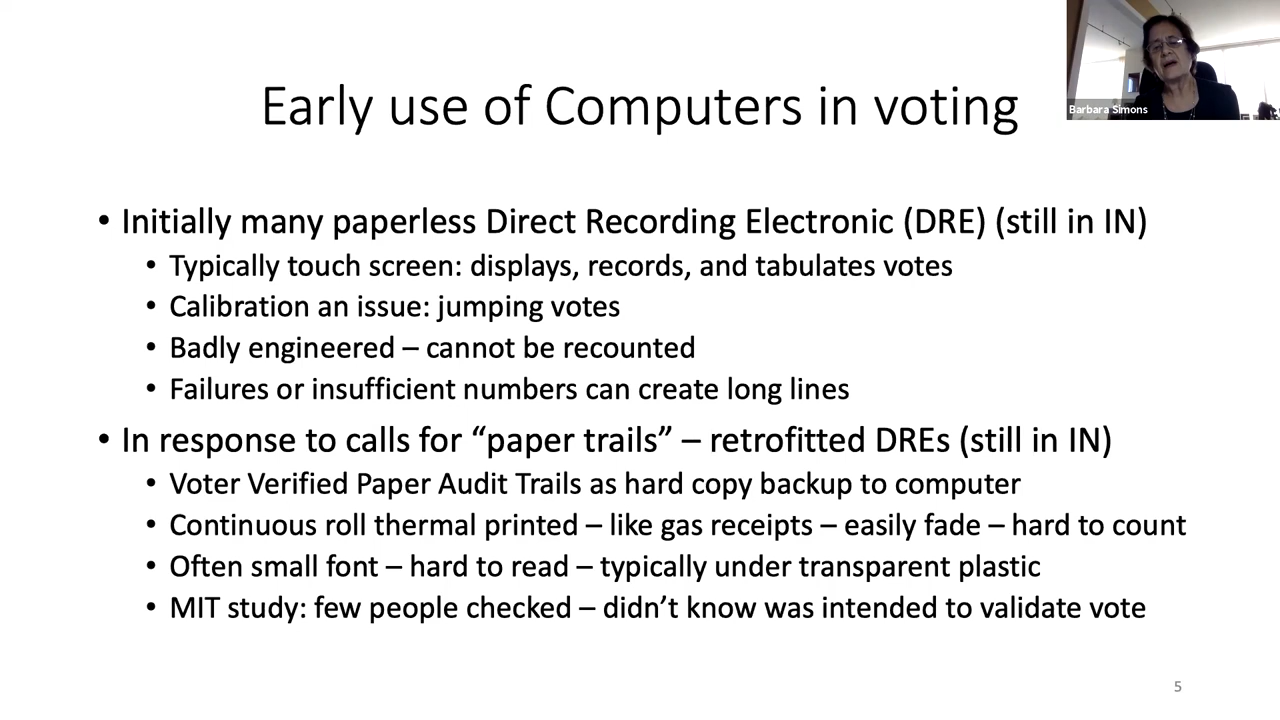 Early use of Computers in voting
Barbara Simons
• Initially many paperless Direct Recording Electronic (DRE) (still in IN)
• Typically touch screen: displays, records, and tabulates votes
• Calibration an issue: jumping votes
• Badly engineered – cannot be recounted
• Failures or insufficient numbers can create long lines
• In response to calls for “paper trails” – retrofitted DREs (still in IN)
• Voter Verified Paper Audit Trails as hard copy backup to computer
• Continuous roll thermal printed – like gas receipts – easily fade – hard to count
• Often small font – hard to read – typically under transparent plastic
• MIT study: few people checked – didn’t know was intended to validate vote
5